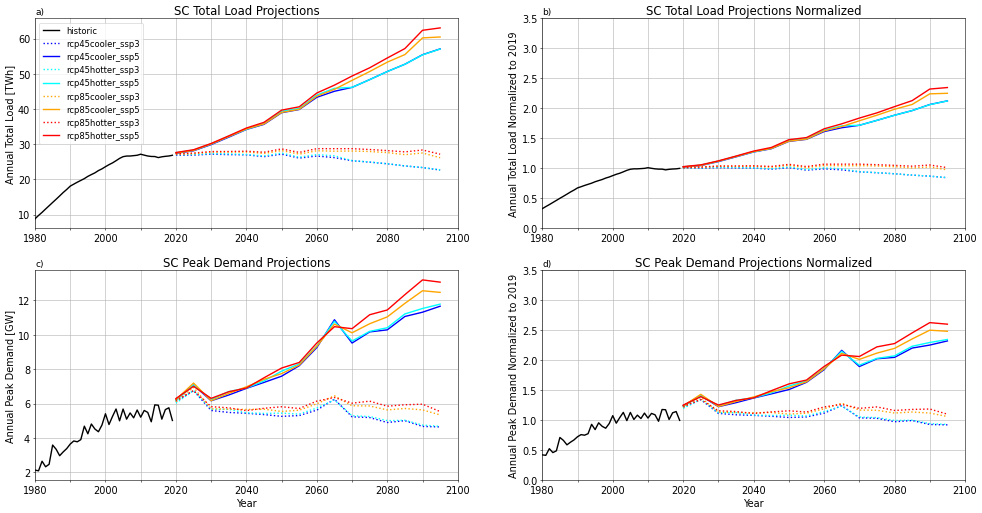 a)
SC Total Load Projections
Annual Total Load [TWh]
60
50
40
30
20
10
historic
rcp45cooler_ssp3
rcp45cooler_ssp5
rcp45hotter_ssp3
rcp45hotter_ssp5
rcp85cooler_ssp3
rcp85cooler_ssp5
rcp85hotter_ssp3
rcp85hotter_ssp5
1980 2000 2020 2040 2060 2080 2100
b)
SC Total Load Projections Normalized
Annual Total Load Normalized to 2019
3.5
3.0
2.5
2.0
1.5
1.0
0.5
0.0
1980 2000 2020 2040 2060 2080 2100
c)
SC Peak Demand Projections
Annual Peak Demand [GW]
12
10
8
6
4
2
1980 2000 2020 2040 2060 2080 2100
Year
d)
SC Peak Demand Projections Normalized
Annual Peak Demand Normalized to 2019
3.5
3.0
2.5
2.0
1.5
1.0
0.5
0.0
1980 2000 2020 2040 2060 2080 2100
Year